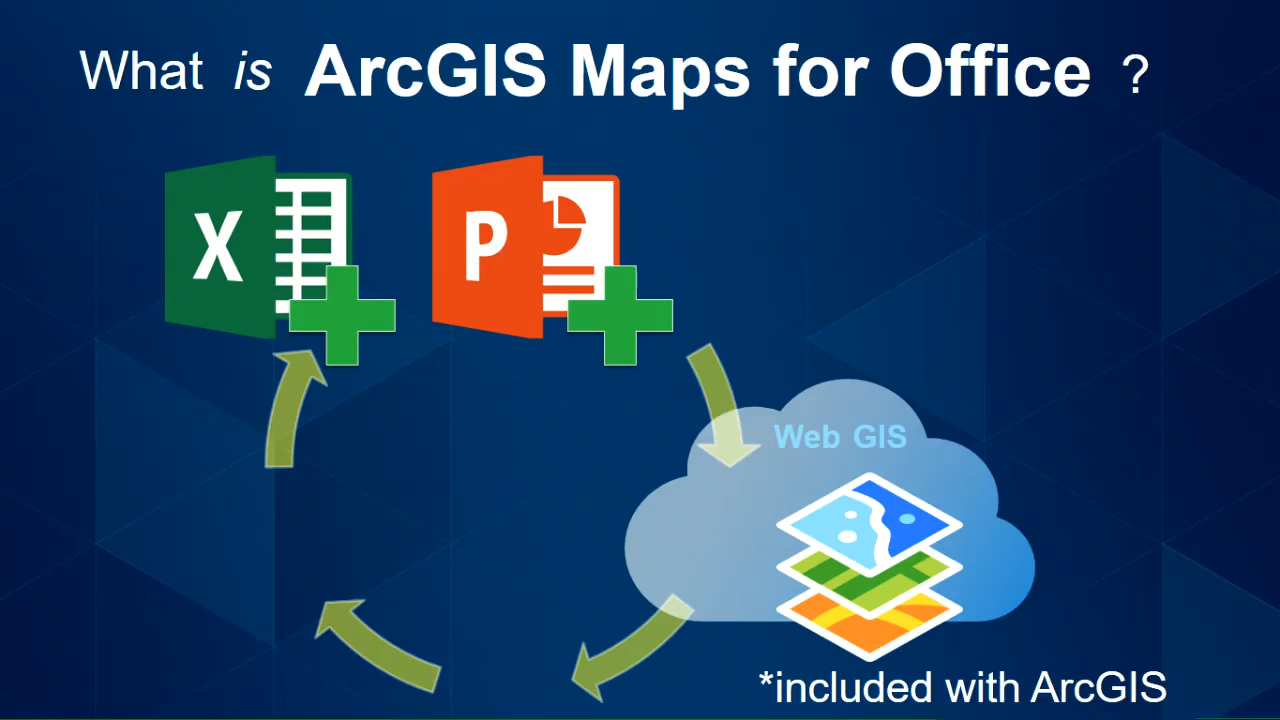 What is ArcGIS Maps for Office ?
X
P
Web GIS
*included with ArcGIS